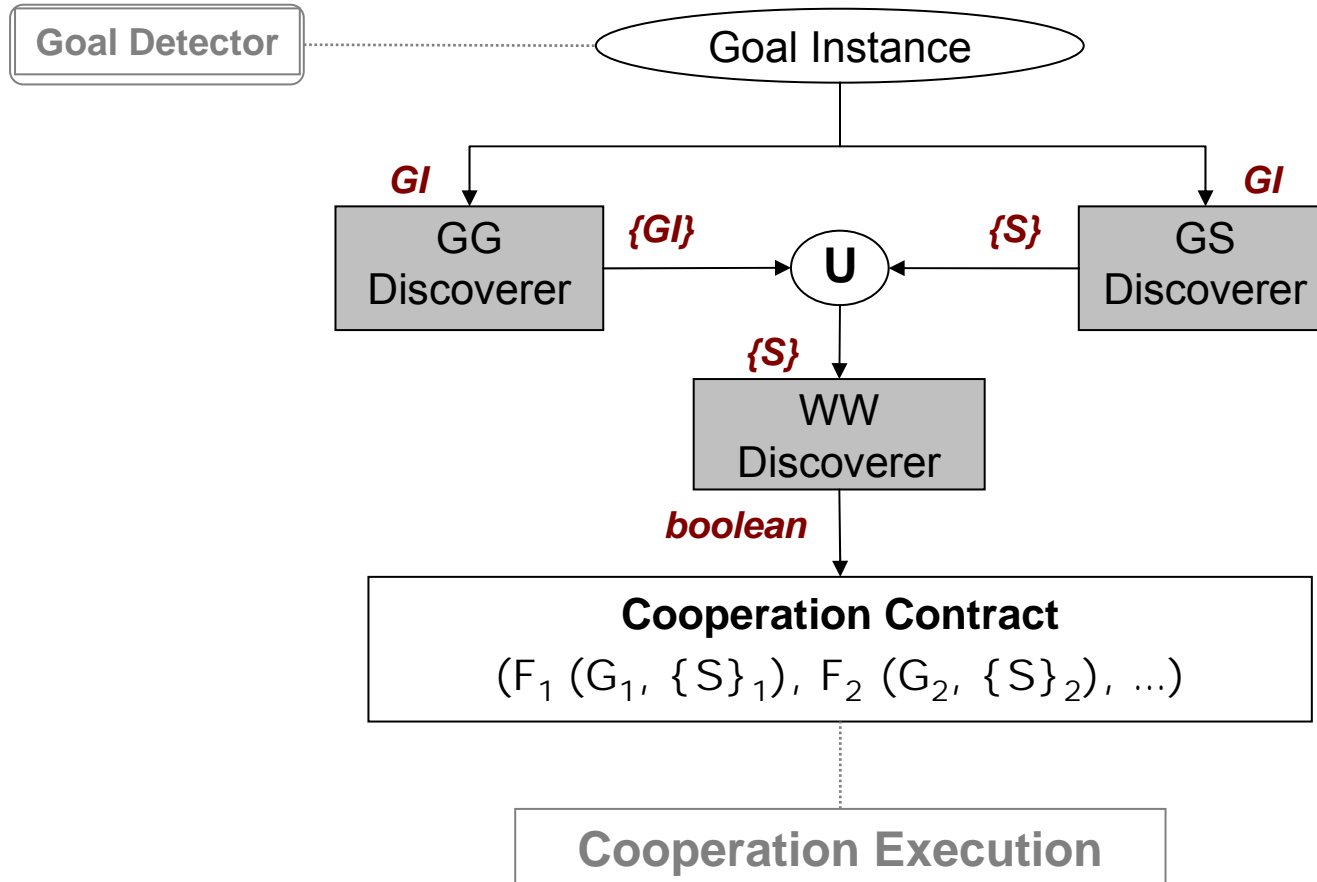 Goal Detector
Goal Instance
GI
GI
GG
Discoverer
{GI}
U
{S}
GS
Discoverer
{S}
WW
Discoverer
boolean
Cooperation Contract
(F₁ (G₁, {S}₁), F₂ (G₂, {S}₂), ...)
Cooperation Execution